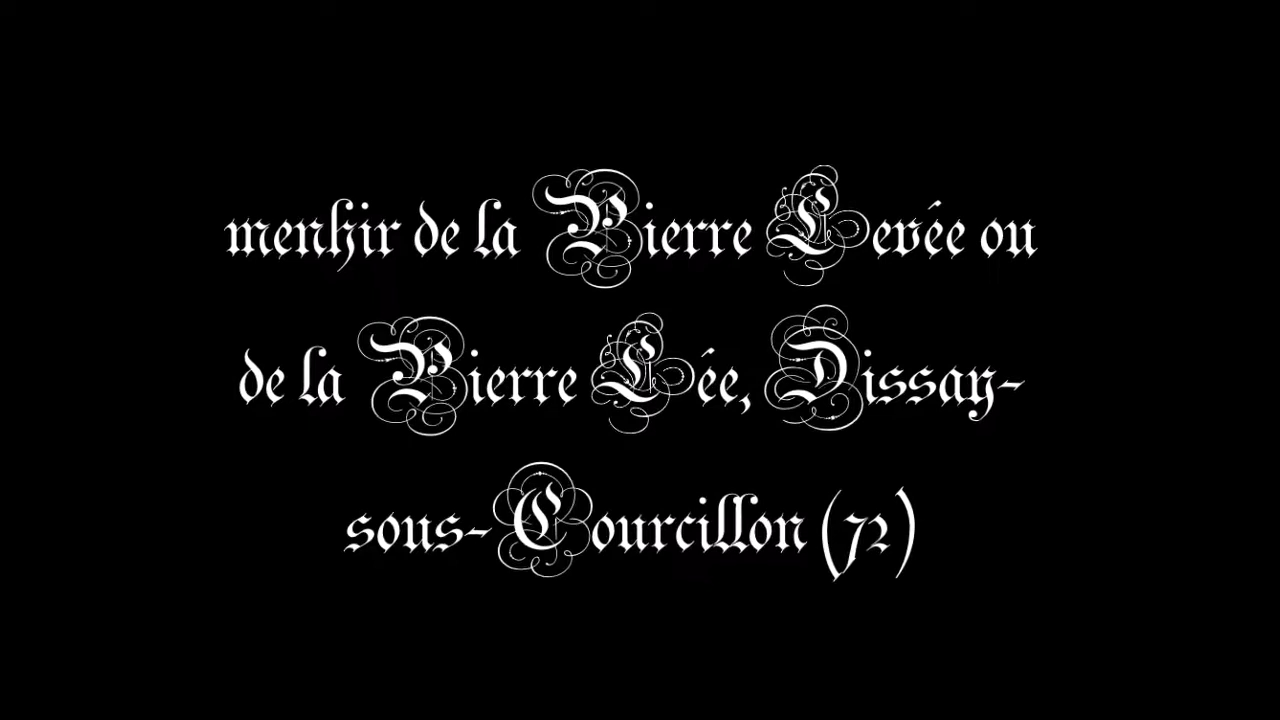 menhir de la Pierre Levée ou
de la Pierre Lée, Dissay-
sous-Courcillon (72)